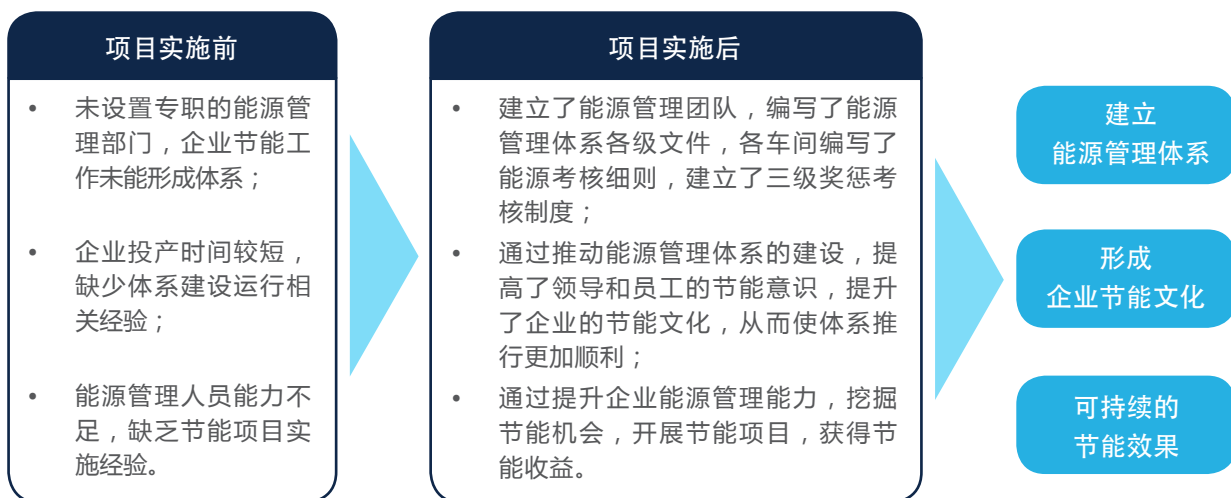 项目实施前
• 未设置专职的能源管
理部门，企业节能工
作未能形成体系；
• 企业投产时间较短，
缺少体系建设运行相
关经验；
• 能源管理人员能力不
足，缺乏节能项目实
施经验。
项目实施后
• 建立了能源管理团队，编写了能源
管理体系各级文件，各车间编写了
能源考核细则，建立了三级奖惩考
核制度；
• 通过推动能源管理体系的建设，提
高了领导和员工的节能意识，提升
了企业的节能文化，从而使体系推
行更加顺利；
• 通过提升企业能源管理能力，挖掘
节能机会，开展节能项目，获得节
能收益。
建立
能源管理体系
形成
企业节能文化
可持续的
节能效果